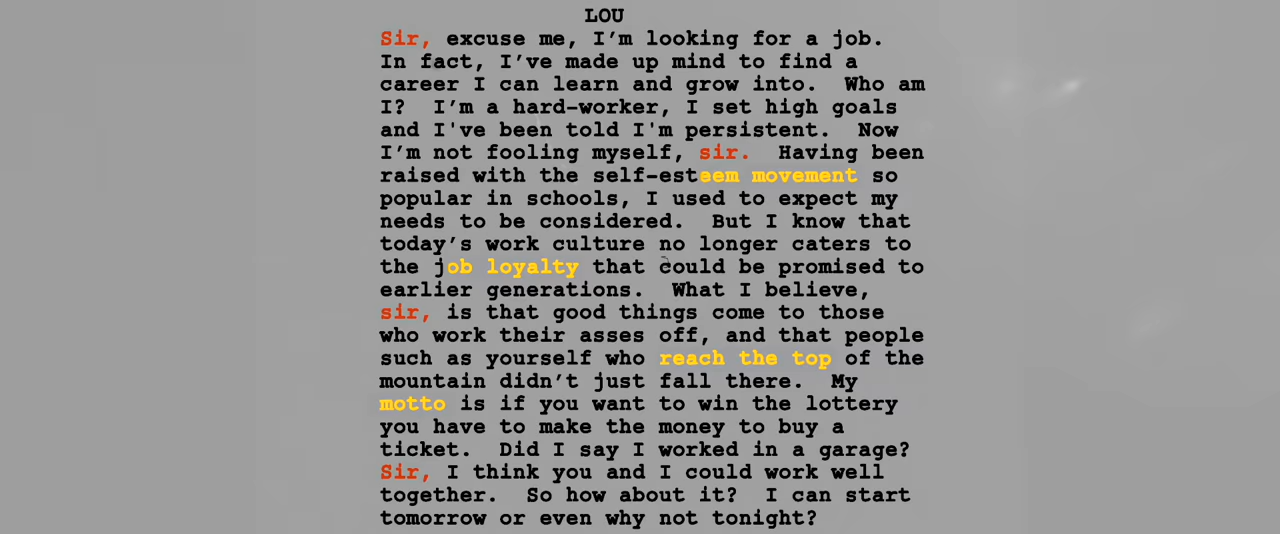 LOU
Sir, excuse me, I’m looking for a job.
In fact, I’ve made up mind to find a
career I can learn and grow into.  Who am
I?  I’m a hard-worker, I set high goals
and I've been told I'm persistent.  Now
I’m not fooling myself, sir.  Having been
raised with the self-esteem movement so
popular in schools, I used to expect my
needs to be considered.  But I know that
today’s work culture no longer caters to
the job loyalty that could be promised to
earlier generations.  What I believe,
sir, is that good things come to those
who work their asses off, and that people
such as yourself who reach the top of the
mountain didn’t just fall there.  My
motto is if you want to win the lottery
you have to make the money to buy a
ticket.  Did I say I worked in a garage?
Sir, I think you and I could work well
together.  So how about it?  I can start
tomorrow or even why not tonight?